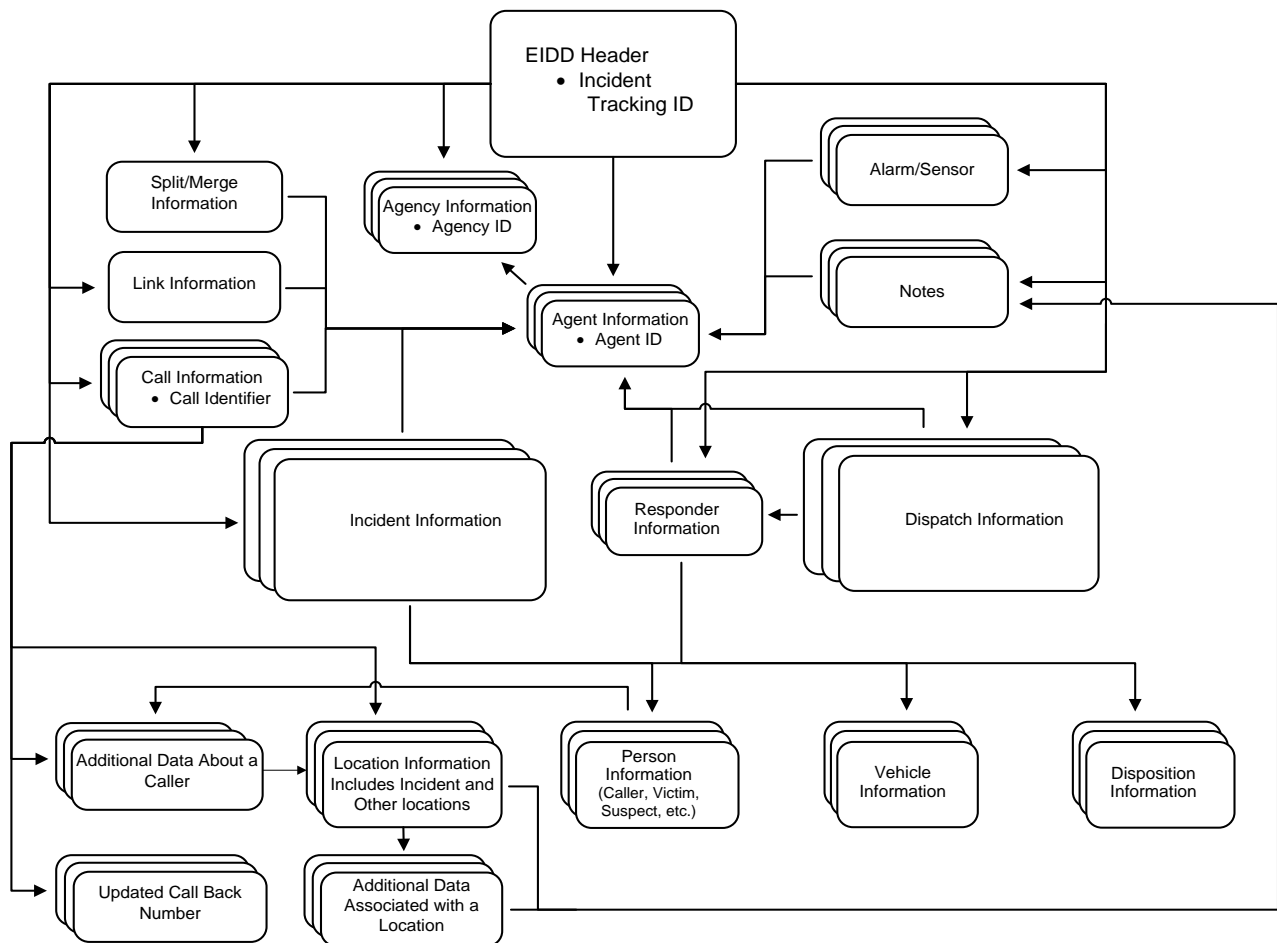 EIDD Header
• Incident
Tracking ID
Alarm/Sensor
Split/Merge
Information
Agency Information
• Agency ID
Link Information
Notes
Agent Information
• Agent ID
Call Information
• Call Identifier
Incident Information
Responder
Information
Dispatch Information
Additional Data About a
Caller
Location Information
Includes Incident and
Other locations
Person
Information
(Caller, Victim,
Suspect, etc.)
Vehicle
Information
Disposition
Information
Updated Call Back
Number
Additional Data
Associated with a
Location